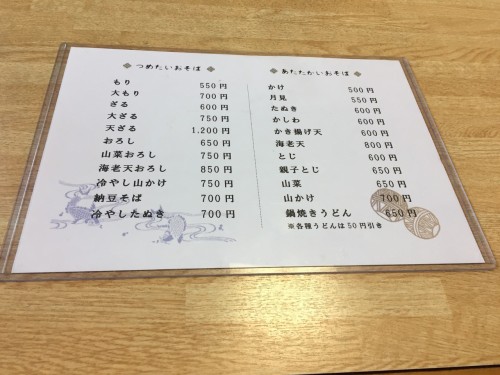 ◆ つめたいおそば ◆
もり 550円
大もり 700円
ざる 600円
大ざる 750円
天ざる 1,200円
おろし 650円
山菜おろし 750円
海老天おろし 850円
冷やし山かけ 750円
納豆そば 700円
冷やしたぬき 700円
◆ あたたかいおそば ◆
かけ 500円
月見 550円
たぬき 600円
かしわ 600円
かき揚げ天 600円
海老天 800円
とじ 600円
親子とじ 650円
山菜 650円
山かけ 700円
鍋焼きうどん 650円
※各種うどんは50円引き